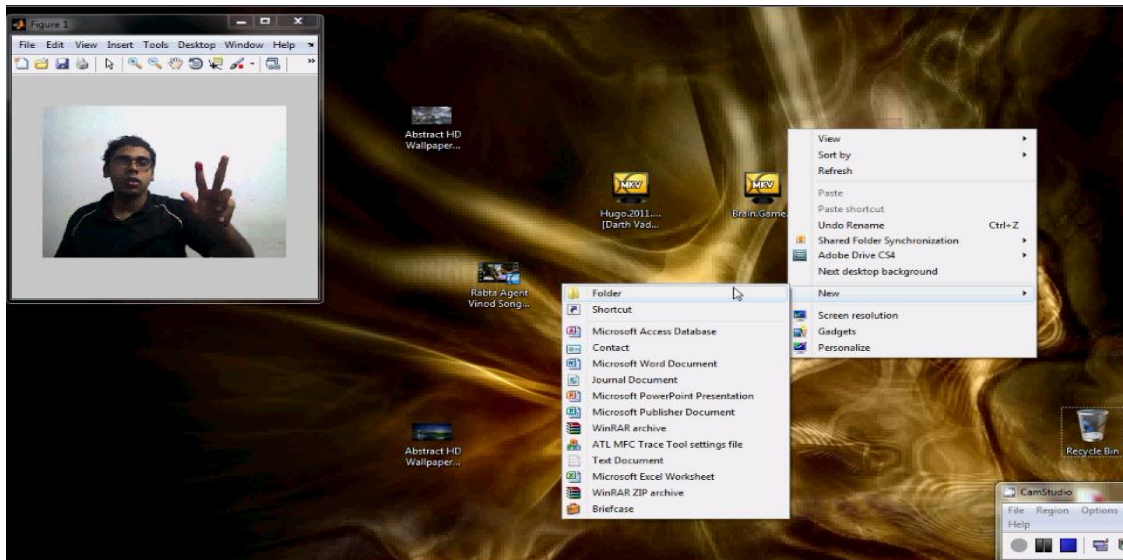 Figure 1
File Edit View Insert Tools Desktop Window Help
Abstract HD
Wallpaper...
MKV
Hugo.2011....
[Darth Vad...
MKV
Brain.Game.
Rabta Agent
Vinod Song...
Abstract HD
Wallpaper...
View
Sort by
Refresh
Paste
Paste shortcut
Undo Rename Ctrl+Z
Shared Folder Synchronization
Adobe Drive CS4
Next desktop background
New
Screen resolution
Gadgets
Personalize
Folder
Shortcut
Microsoft Access Database
Contact
Microsoft Word Document
Journal Document
Microsoft PowerPoint Presentation
Microsoft Publisher Document
WinRAR archive
ATL MFC Trace Tool settings file
Text Document
Microsoft Excel Worksheet
WinRAR ZIP archive
Briefcase
Recycle Bin
CamStudio
File Region Options
Help